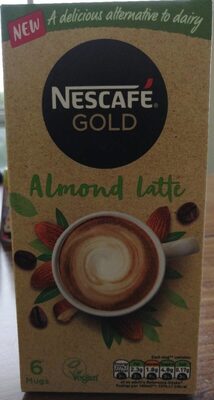 NEW
A delicious alternative to dairy
NESCAFÉ
GOLD
Almond latte
6
Mugs
Vegan